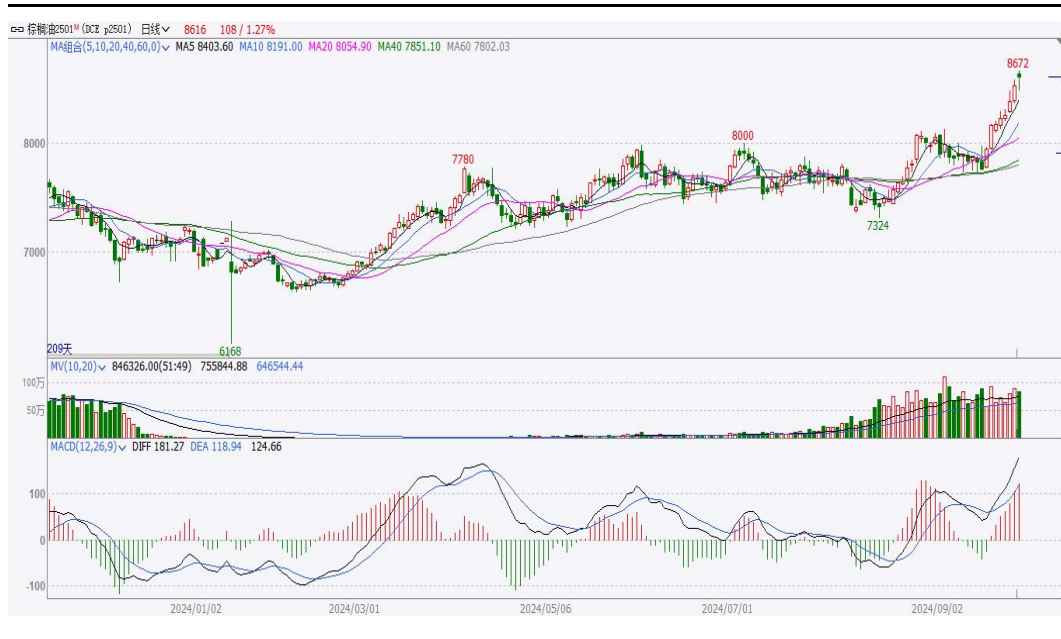 棕榈油2501M (DCE p2501) 日线 8616 108 / 1.27%
MA组合(5,10,20,40,60,0) MA5 8403.60 MA10 8191.00 MA20 8054.90 MA40 7851.10 MA60 7802.03
8672
8000
8000
7780
7324
7000
6168
209天
MV(10,20) 846326.00(51:49) 755844.88 646544.44
100万
50万
MACD(12,26,9) DIFF 181.27 DEA 118.94 124.66
100
0
-100
2024/01/02 2024/03/01 2024/05/06 2024/07/01 2024/09/02